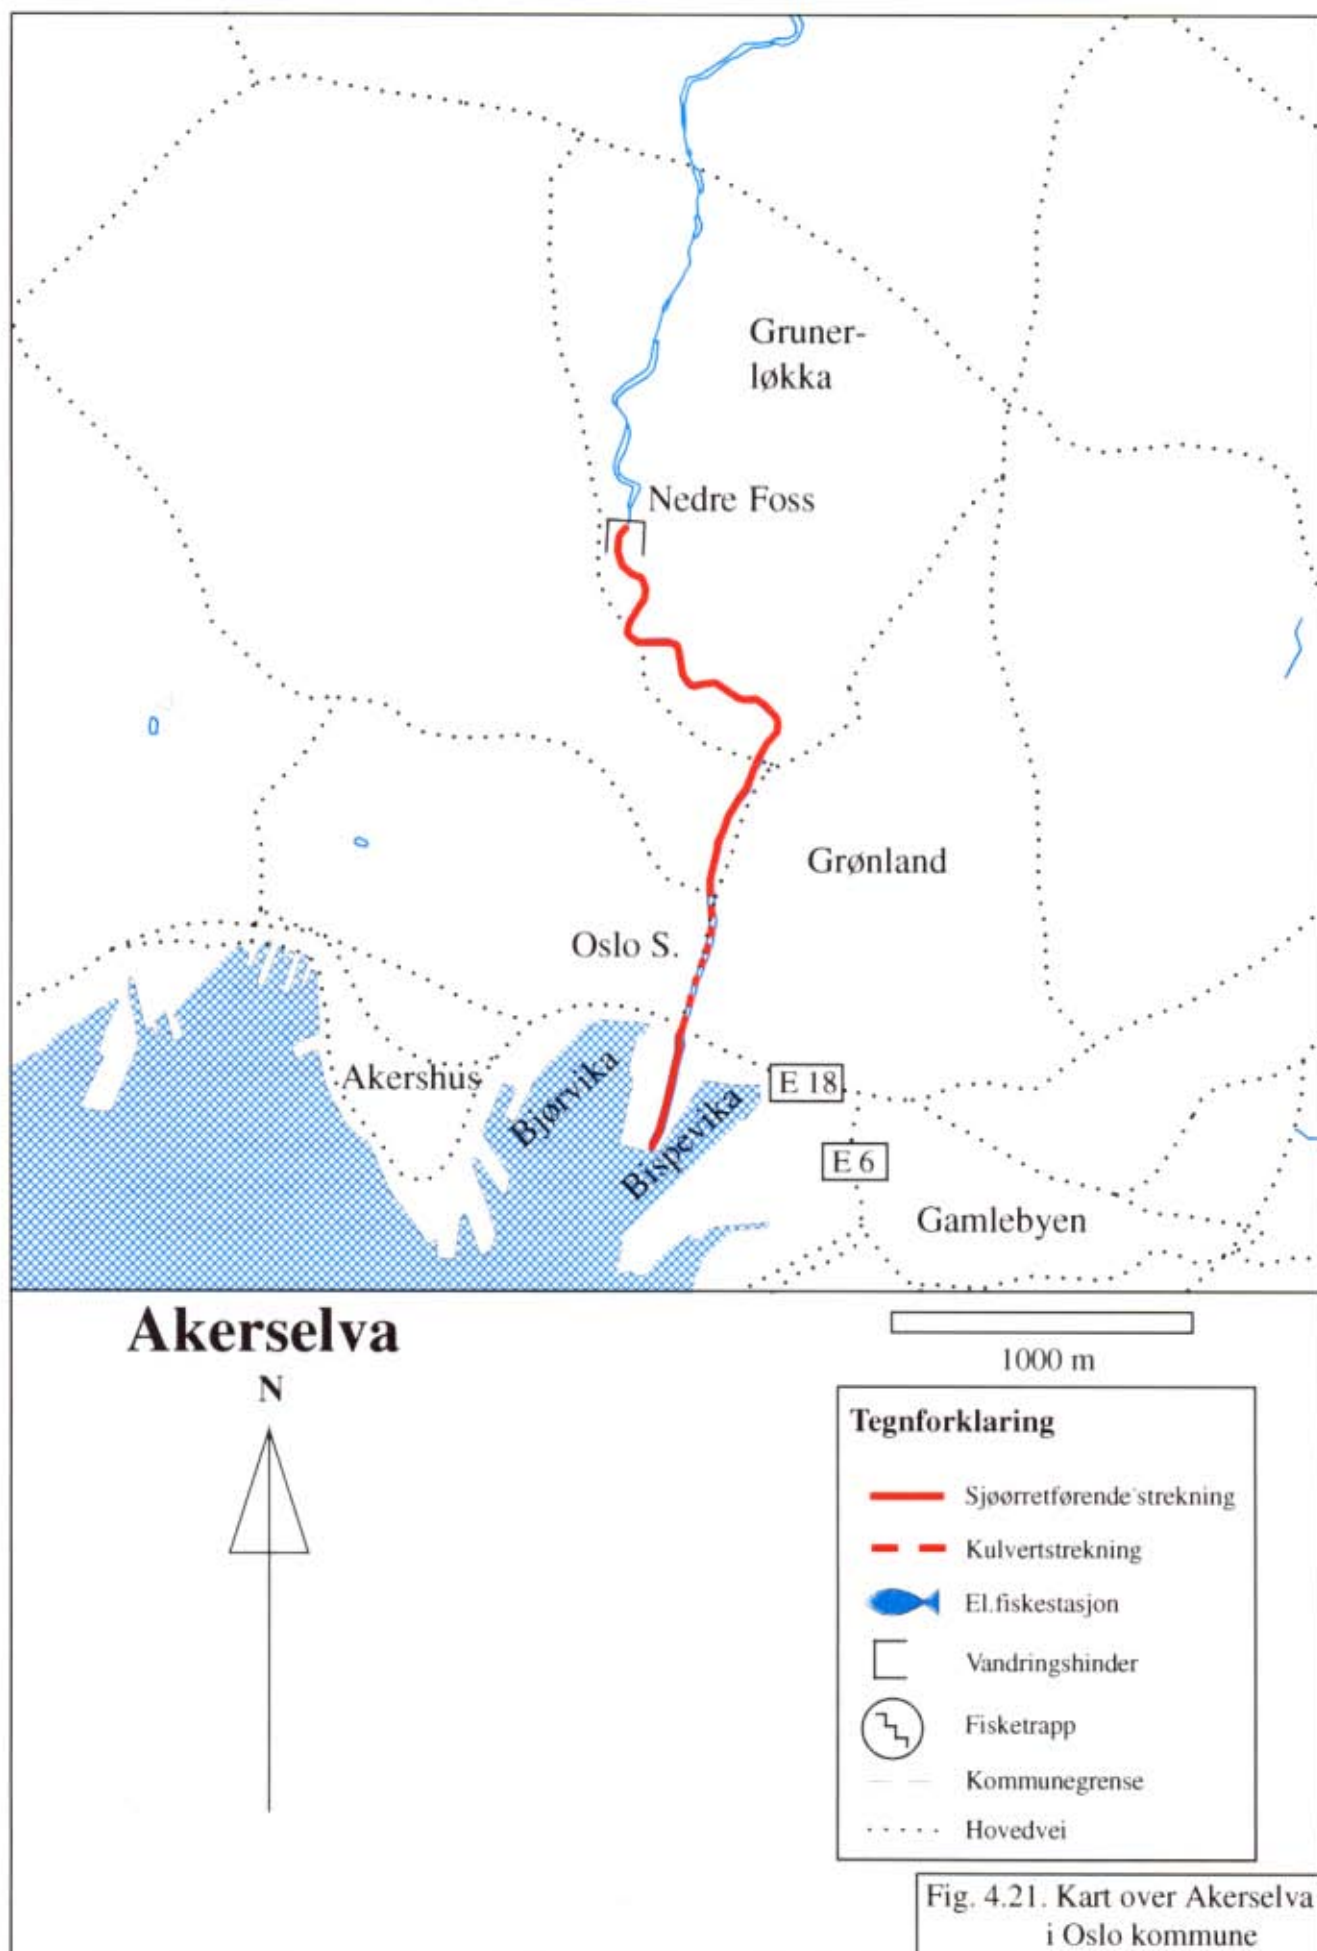 Gruner-
løkka
Nedre Foss
Grønland
Oslo S.
Akershus
Bjørvika
Bispevika
E 18
E 6
Gamlebyen
Akerselva
N
1000 m
Tegnforklaring
Sjøørretførende strekning
Kulvertstrekning
El.fiskestasjon
Vandringshinder
Fisketrapp
Kommunegrense
Hovedvei
Fig. 4.21. Kart over Akerselva
i Oslo kommune